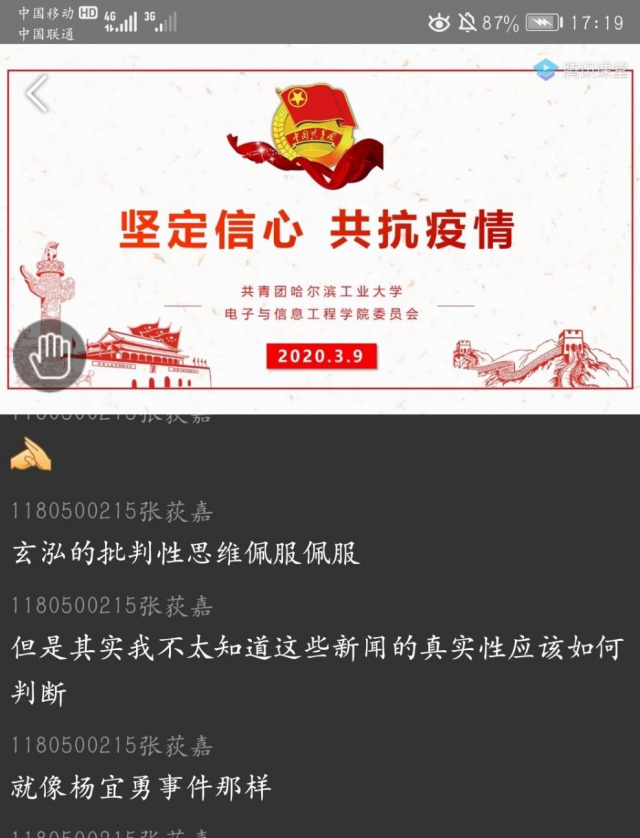 中国移动 HD 4G 3G 87% 17:19
中国联通
腾讯课堂
中国共青团
坚定信心 共抗疫情
共青团哈尔滨工业大学
电子与信息工程学院委员会
2020.3.9
1180500215张荻嘉
1180500215张荻嘉
玄泓的批判性思维佩服佩服
1180500215张荻嘉
但是其实我不太知道这些新闻的真实性应该如何
判断
1180500215张荻嘉
就像杨宜勇事件那样
1180500215张荻嘉